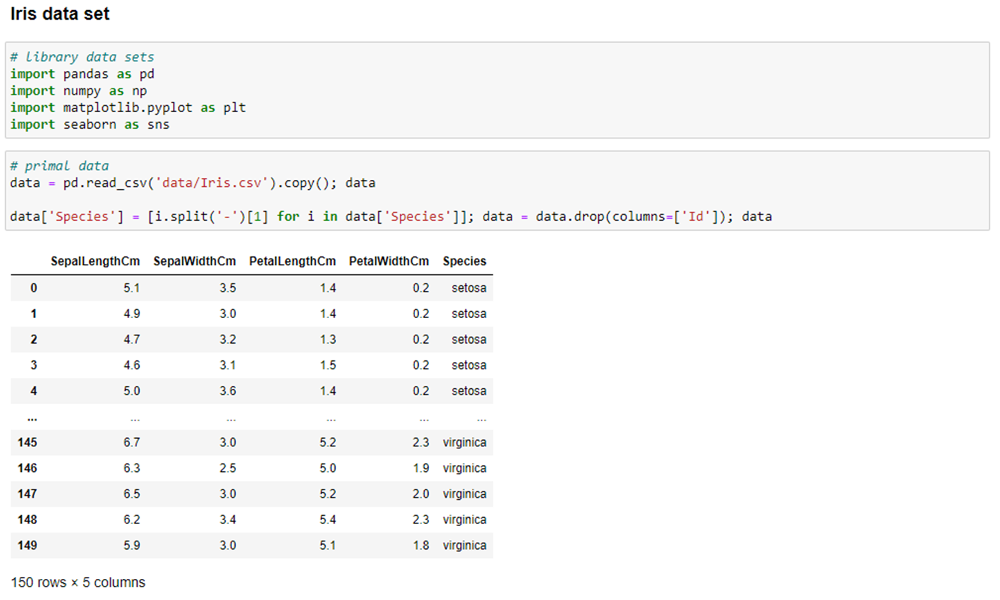 Iris data set
# library data sets
import pandas as pd
import numpy as np
import matplotlib.pyplot as plt
import seaborn as sns
# primal data
data = pd.read_csv('data/Iris.csv').copy(); data
data['Species'] = [i.split('-')[1] for i in data['Species']]; data = data.drop(columns=['Id']); data
SepalLengthCm SepalWidthCm PetalLengthCm PetalWidthCm Species
0 5.1 3.5 1.4 0.2 setosa
1 4.9 3.0 1.4 0.2 setosa
2 4.7 3.2 1.3 0.2 setosa
3 4.6 3.1 1.5 0.2 setosa
4 5.0 3.6 1.4 0.2 setosa
... ... ... ... ... ...
145 6.7 3.0 5.2 2.3 virginica
146 6.3 2.5 5.0 1.9 virginica
147 6.5 3.0 5.2 2.0 virginica
148 6.2 3.4 5.4 2.3 virginica
149 5.9 3.0 5.1 1.8 virginica
150 rows × 5 columns